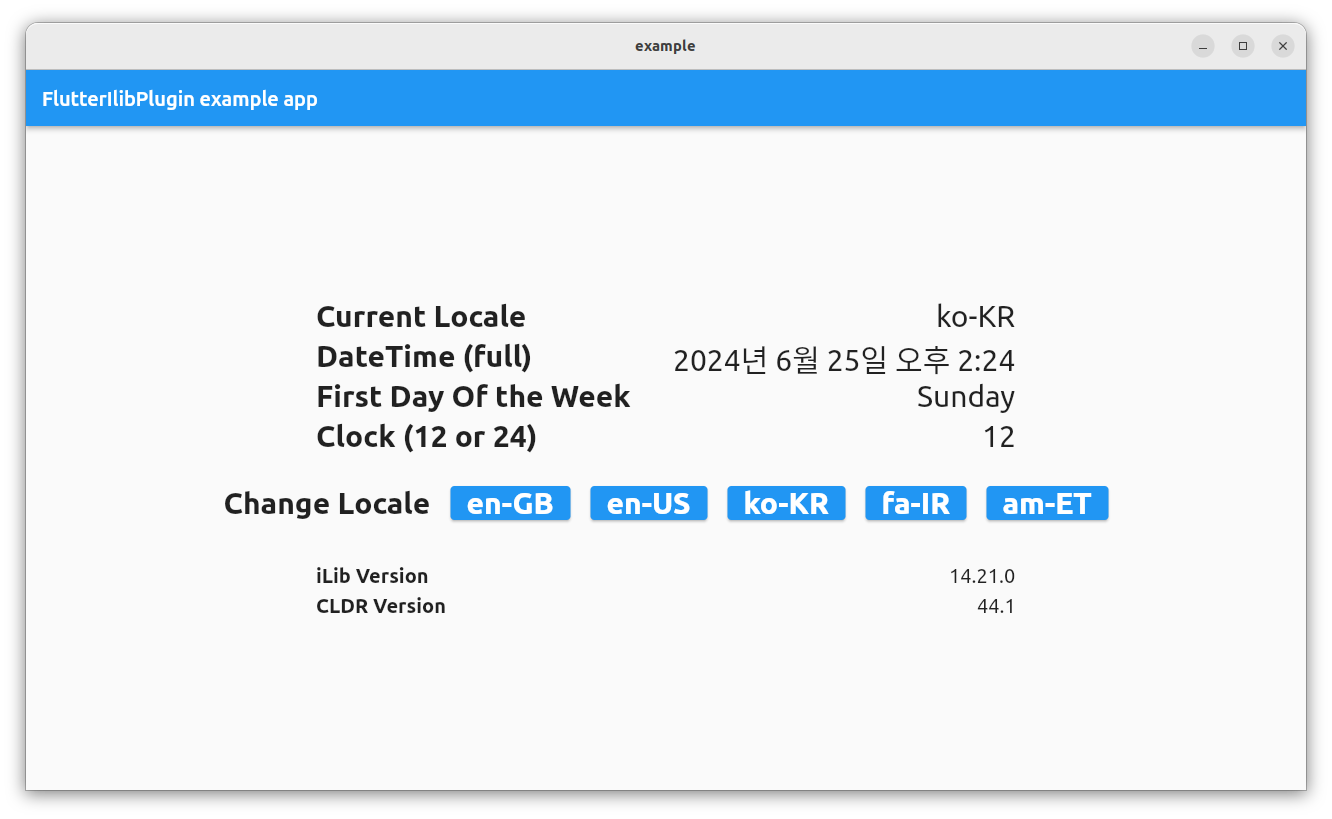 example
FlutterIlibPlugin example app
Current Locale ko-KR
DateTime (full) 2024년 6월 25일 오후 2:24
First Day Of the Week Sunday
Clock (12 or 24) 12
Change Locale en-GB en-US ko-KR fa-IR am-ET
iLib Version 14.21.0
CLDR Version 44.1